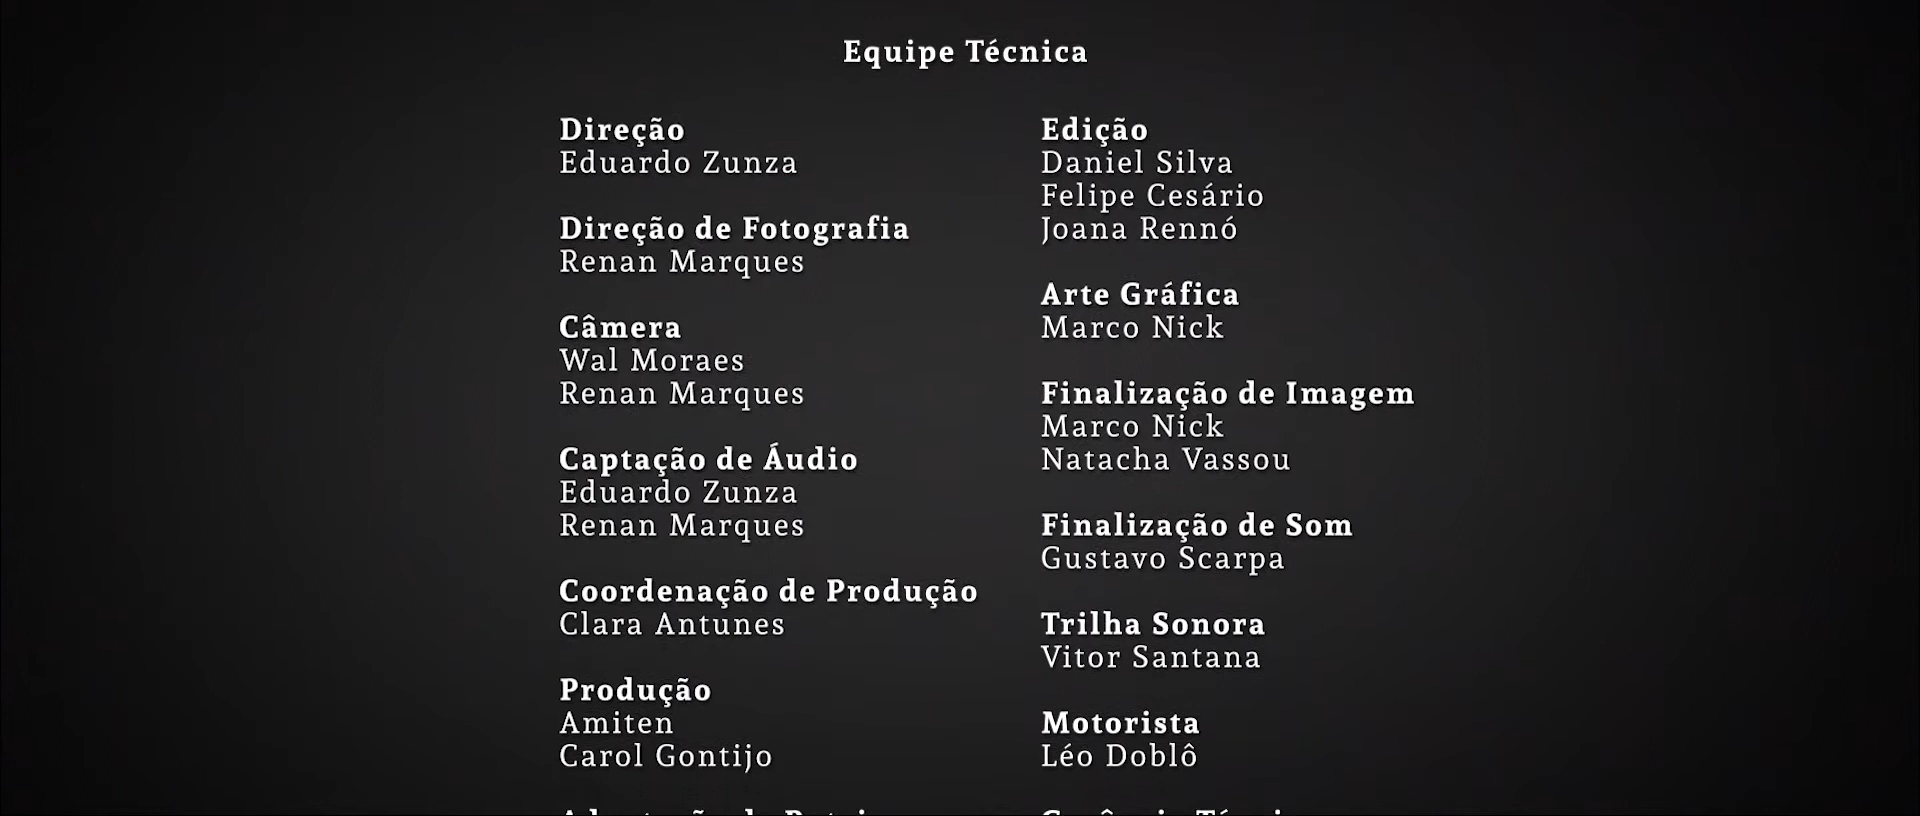 Equipe Técnica
Direção
Eduardo Zunza
Direção de Fotografia
Renan Marques
Câmera
Wal Moraes
Renan Marques
Captação de Áudio
Eduardo Zunza
Renan Marques
Coordenação de Produção
Clara Antunes
Produção
Amiten
Carol Gontijo
Edição
Daniel Silva
Felipe Cesário
Joana Rennó
Arte Gráfica
Marco Nick
Finalização de Imagem
Marco Nick
Natacha Vassou
Finalização de Som
Gustavo Scarpa
Trilha Sonora
Vitor Santana
Motorista
Léo Doblô